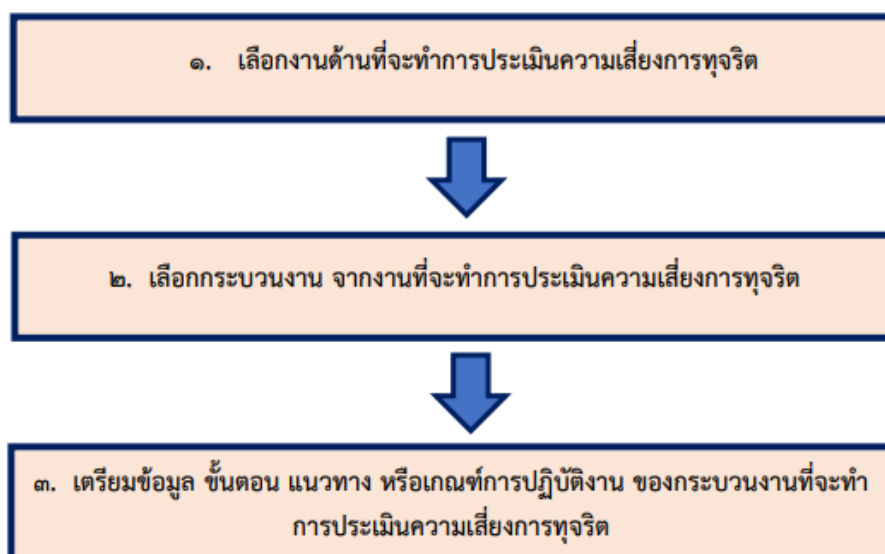 ๑. เลือกงานด้านที่จะทำการประเมินความเสี่ยงการทุจริต
๒. เลือกกระบวนงาน จากงานที่จะทำการประเมินความเสี่ยงการทุจริต
๓. เตรียมข้อมูล ขั้นตอน แนวทาง หรือเกณฑ์การปฏิบัติงาน ของกระบวนงานที่จะทำ
การประเมินความเสี่ยงการทุจริต